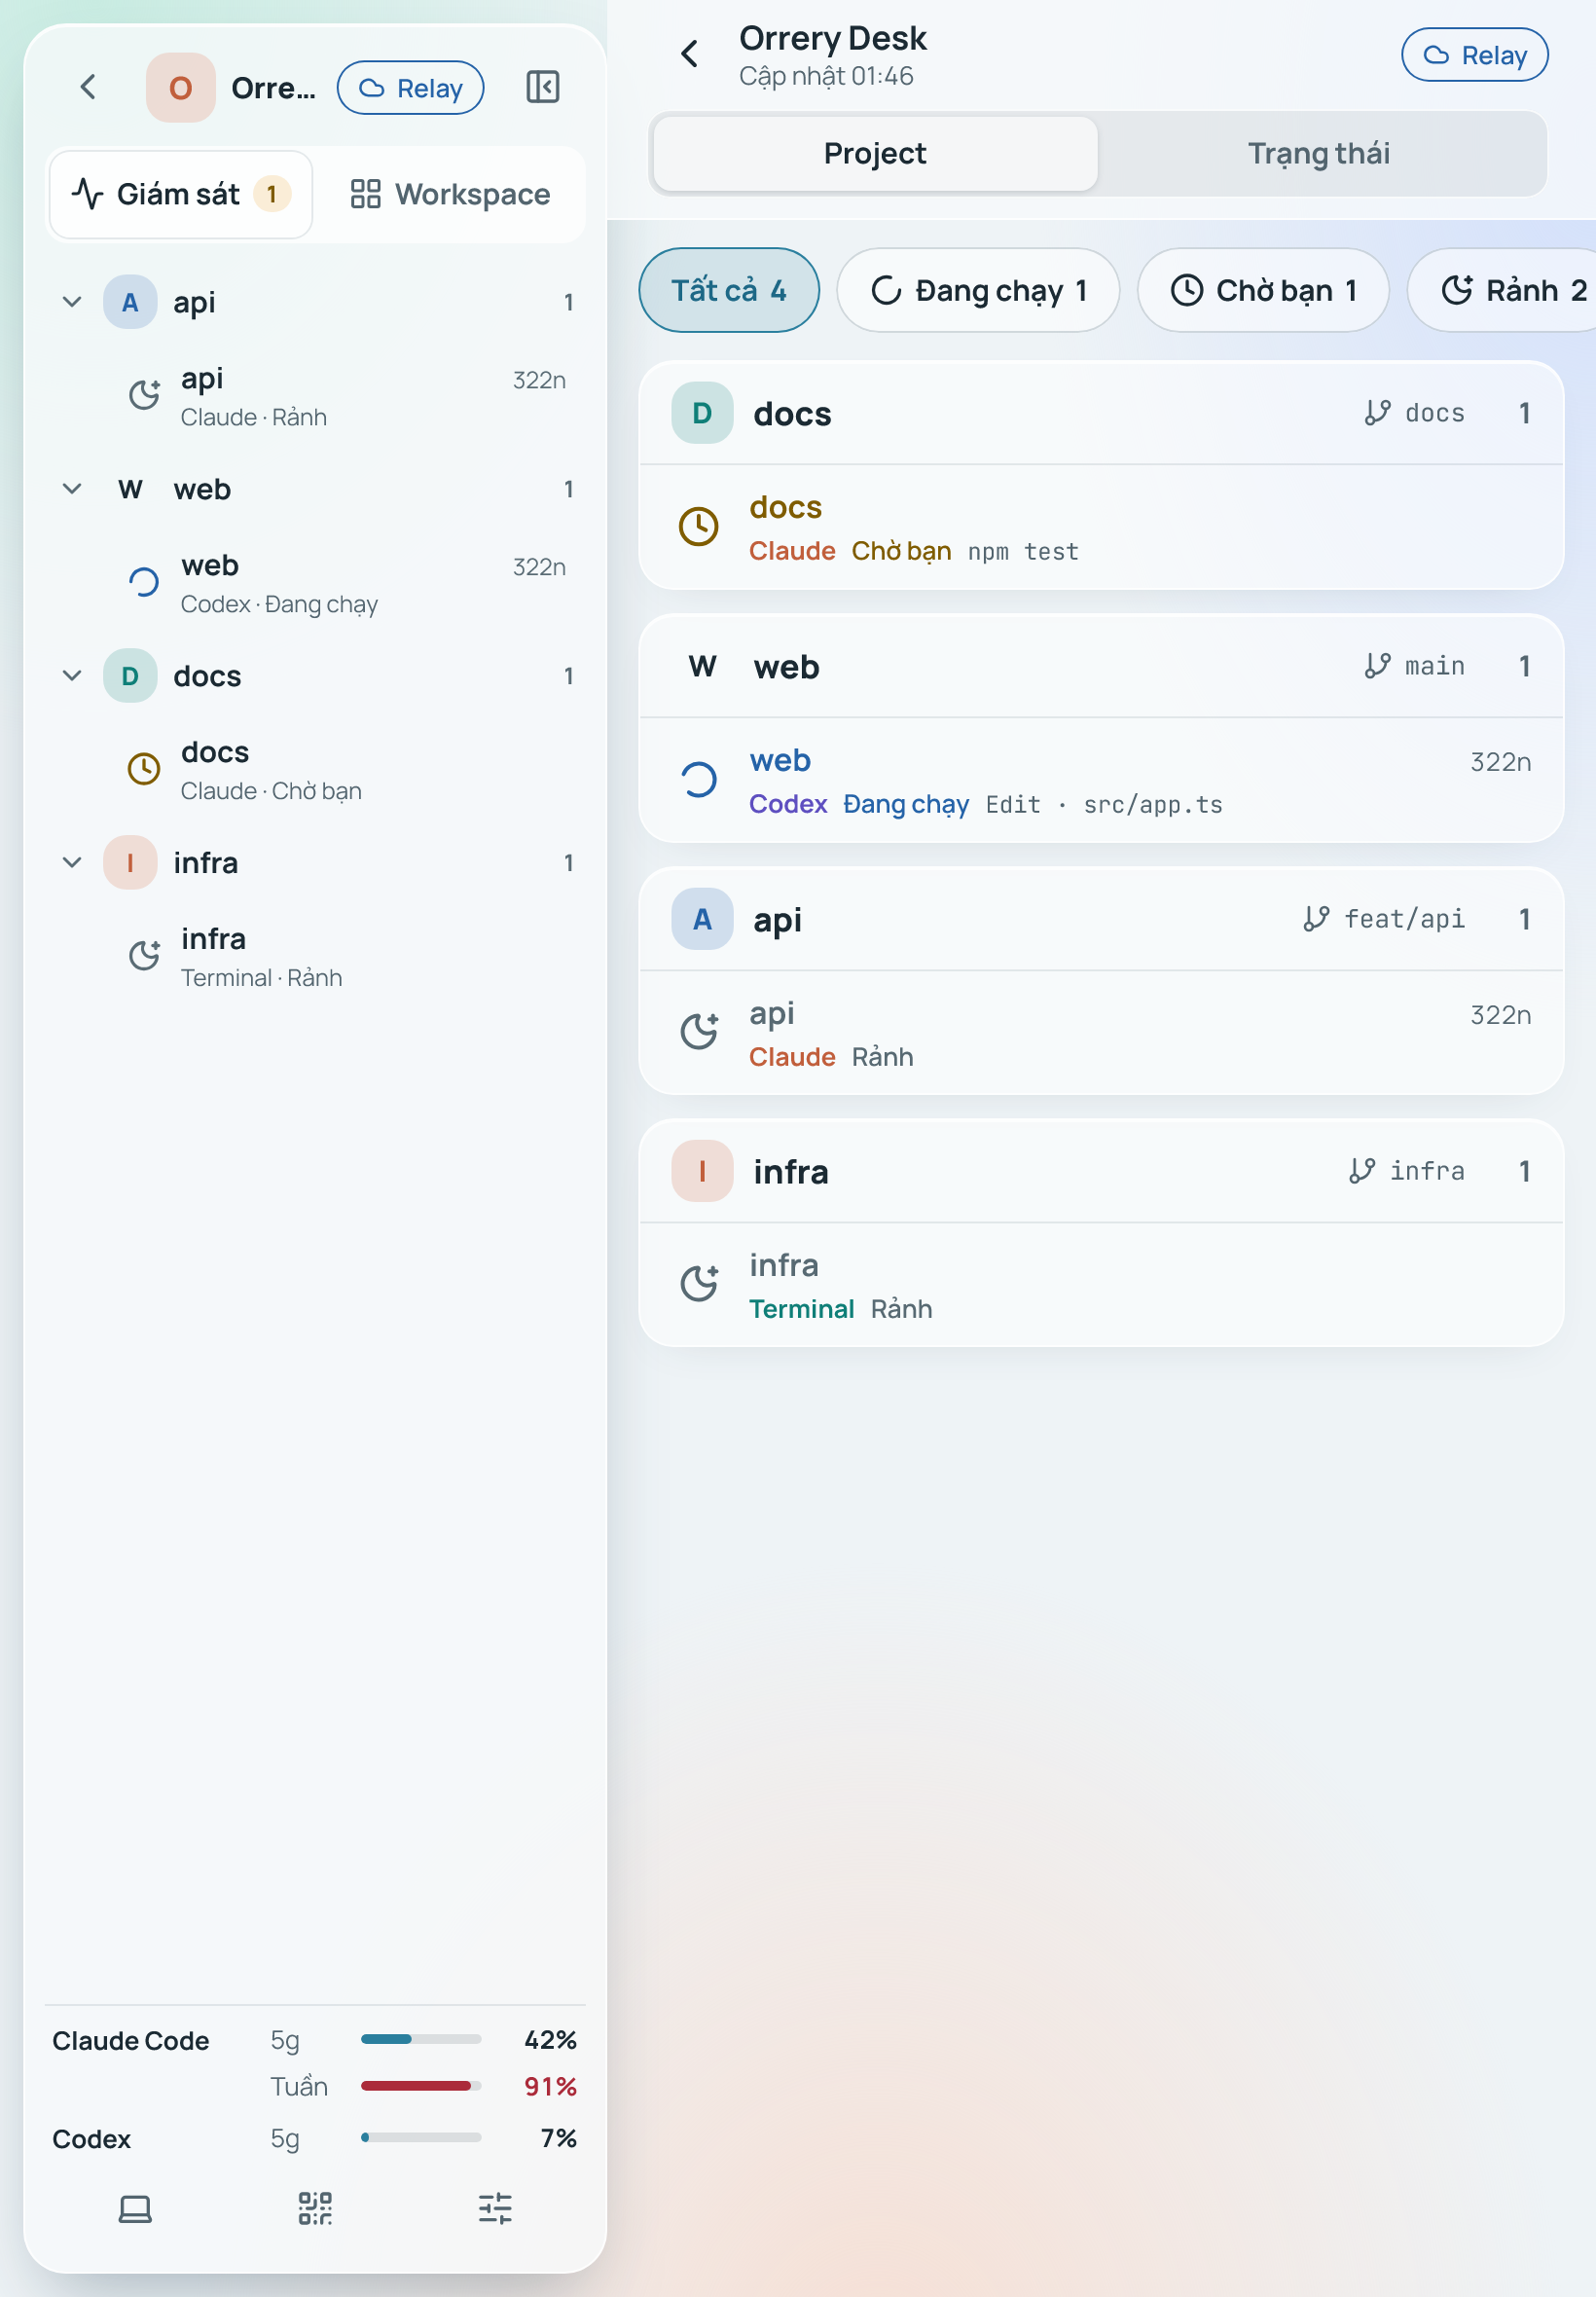 O Orre... Relay
Giám sát 1 Workspace
A api 1
api 322n
Claude · Rảnh
W web 1
web 322n
Codex · Đang chạy
D docs 1
docs
Claude · Chờ bạn
I infra 1
infra
Terminal · Rảnh
Claude Code 5g 42%
Tuần 91%
Codex 5g 7%
Orrery Desk
Cập nhật 01:46
Relay
Project Trạng thái
Tất cả 4 Đang chạy 1 Chờ bạn 1 Rảnh 2
D docs docs 1
docs
Claude Chờ bạn npm test
W web main 1
web 322n
Codex Đang chạy Edit · src/app.ts
A api feat/api 1
api 322n
Claude Rảnh
I infra infra 1
infra
Terminal Rảnh